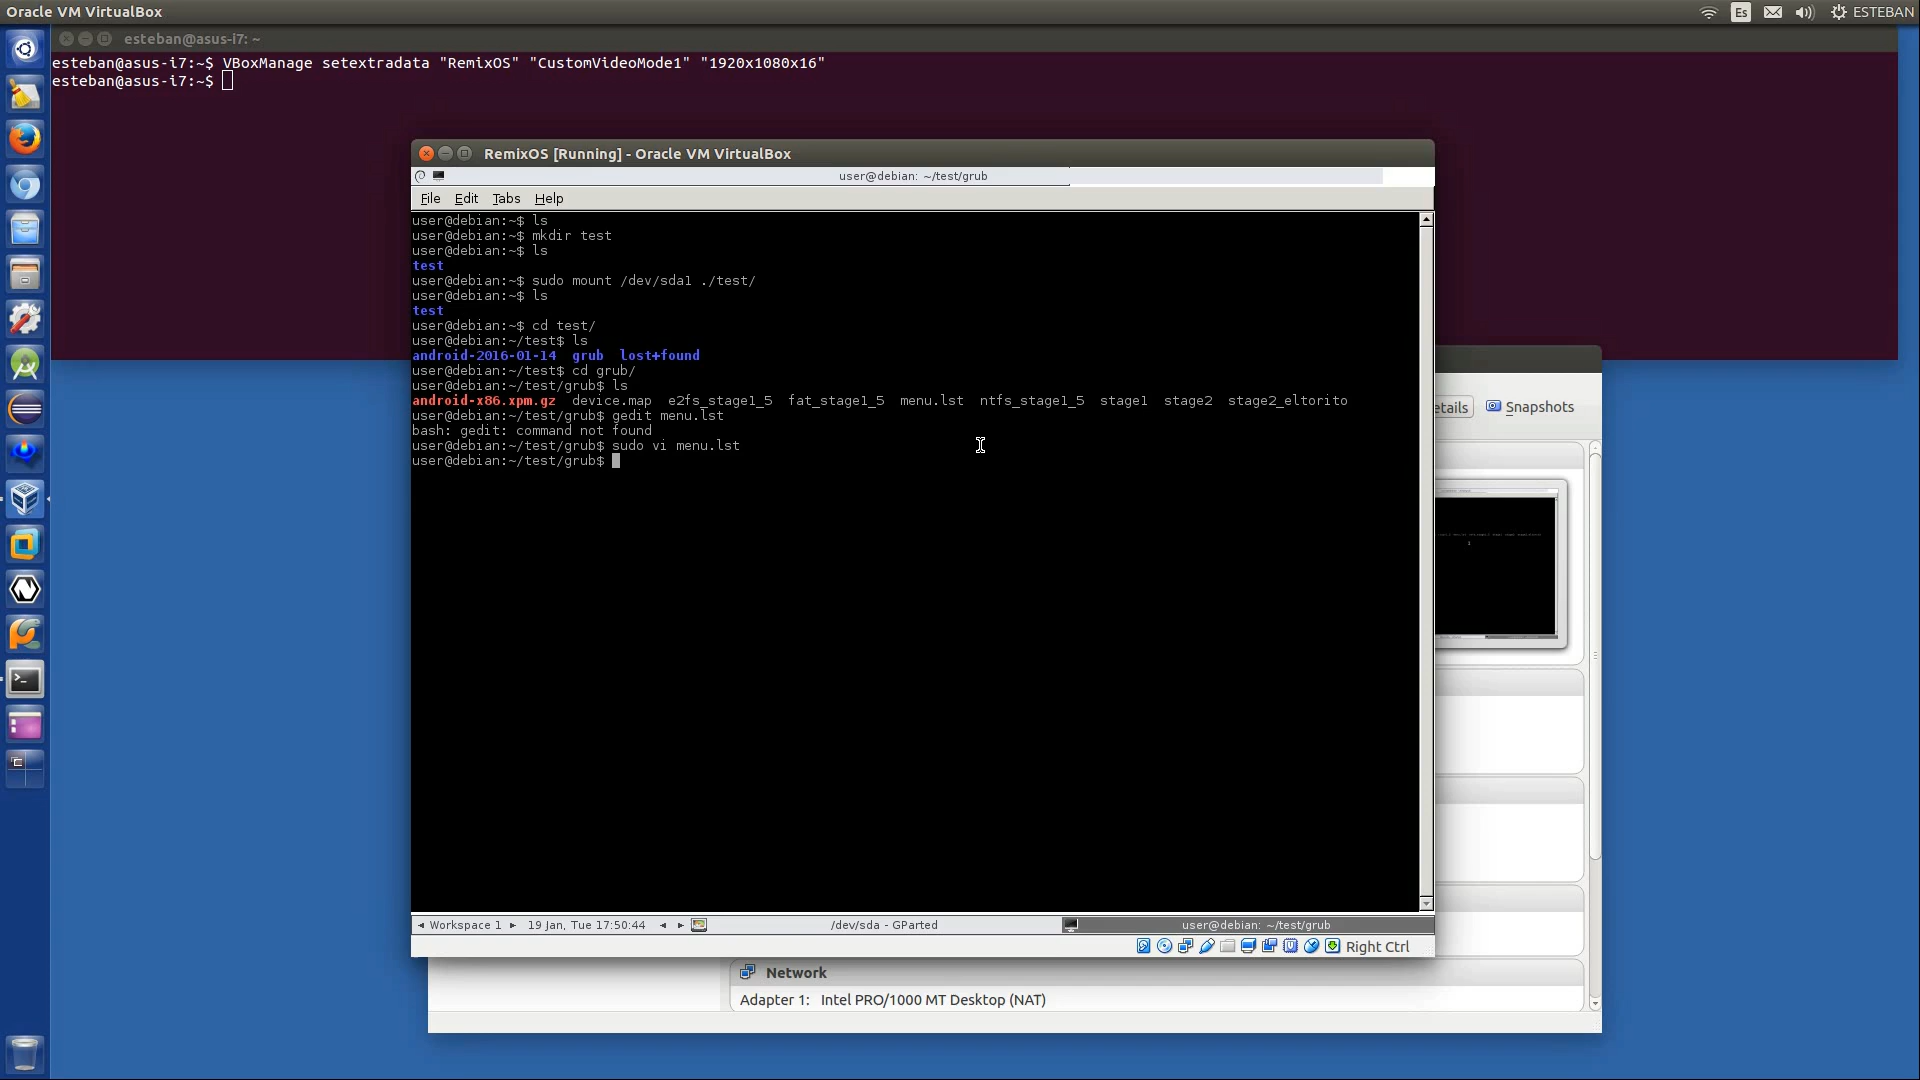 Oracle VM VirtualBox
Es
ESTEBAN
esteban@asus-i7: ~
esteban@asus-i7:~$ VBoxManage setextradata "RemixOS" "CustomVideoMode1" "1920x1080x16"
esteban@asus-i7:~$
RemixOS [Running] - Oracle VM VirtualBox
user@debian: ~/test/grub
File Edit Tabs Help
user@debian:~$ ls
user@debian:~$ mkdir test
user@debian:~$ ls
test
user@debian:~$ sudo mount /dev/sda1 ./test/
user@debian:~$ ls
test
user@debian:~$ cd test/
user@debian:~/test$ ls
android-2016-01-14 grub lost+found
user@debian:~/test$ cd grub/
user@debian:~/test/grub$ ls
android-x86.xpm.gz device.map e2fs_stage1_5 fat_stage1_5 menu.lst ntfs_stage1_5 stage1 stage2 stage2_eltorito
user@debian:~/test/grub$ gedit menu.lst
bash: gedit: command not found
user@debian:~/test/grub$ sudo vi menu.lst
user@debian:~/test/grub$
etails Snapshots
Workspace 1 19 Jan, Tue 17:50:44 /dev/sda - GParted user@debian: ~/test/grub
Right Ctrl
Network
Adapter 1: Intel PRO/1000 MT Desktop (NAT)